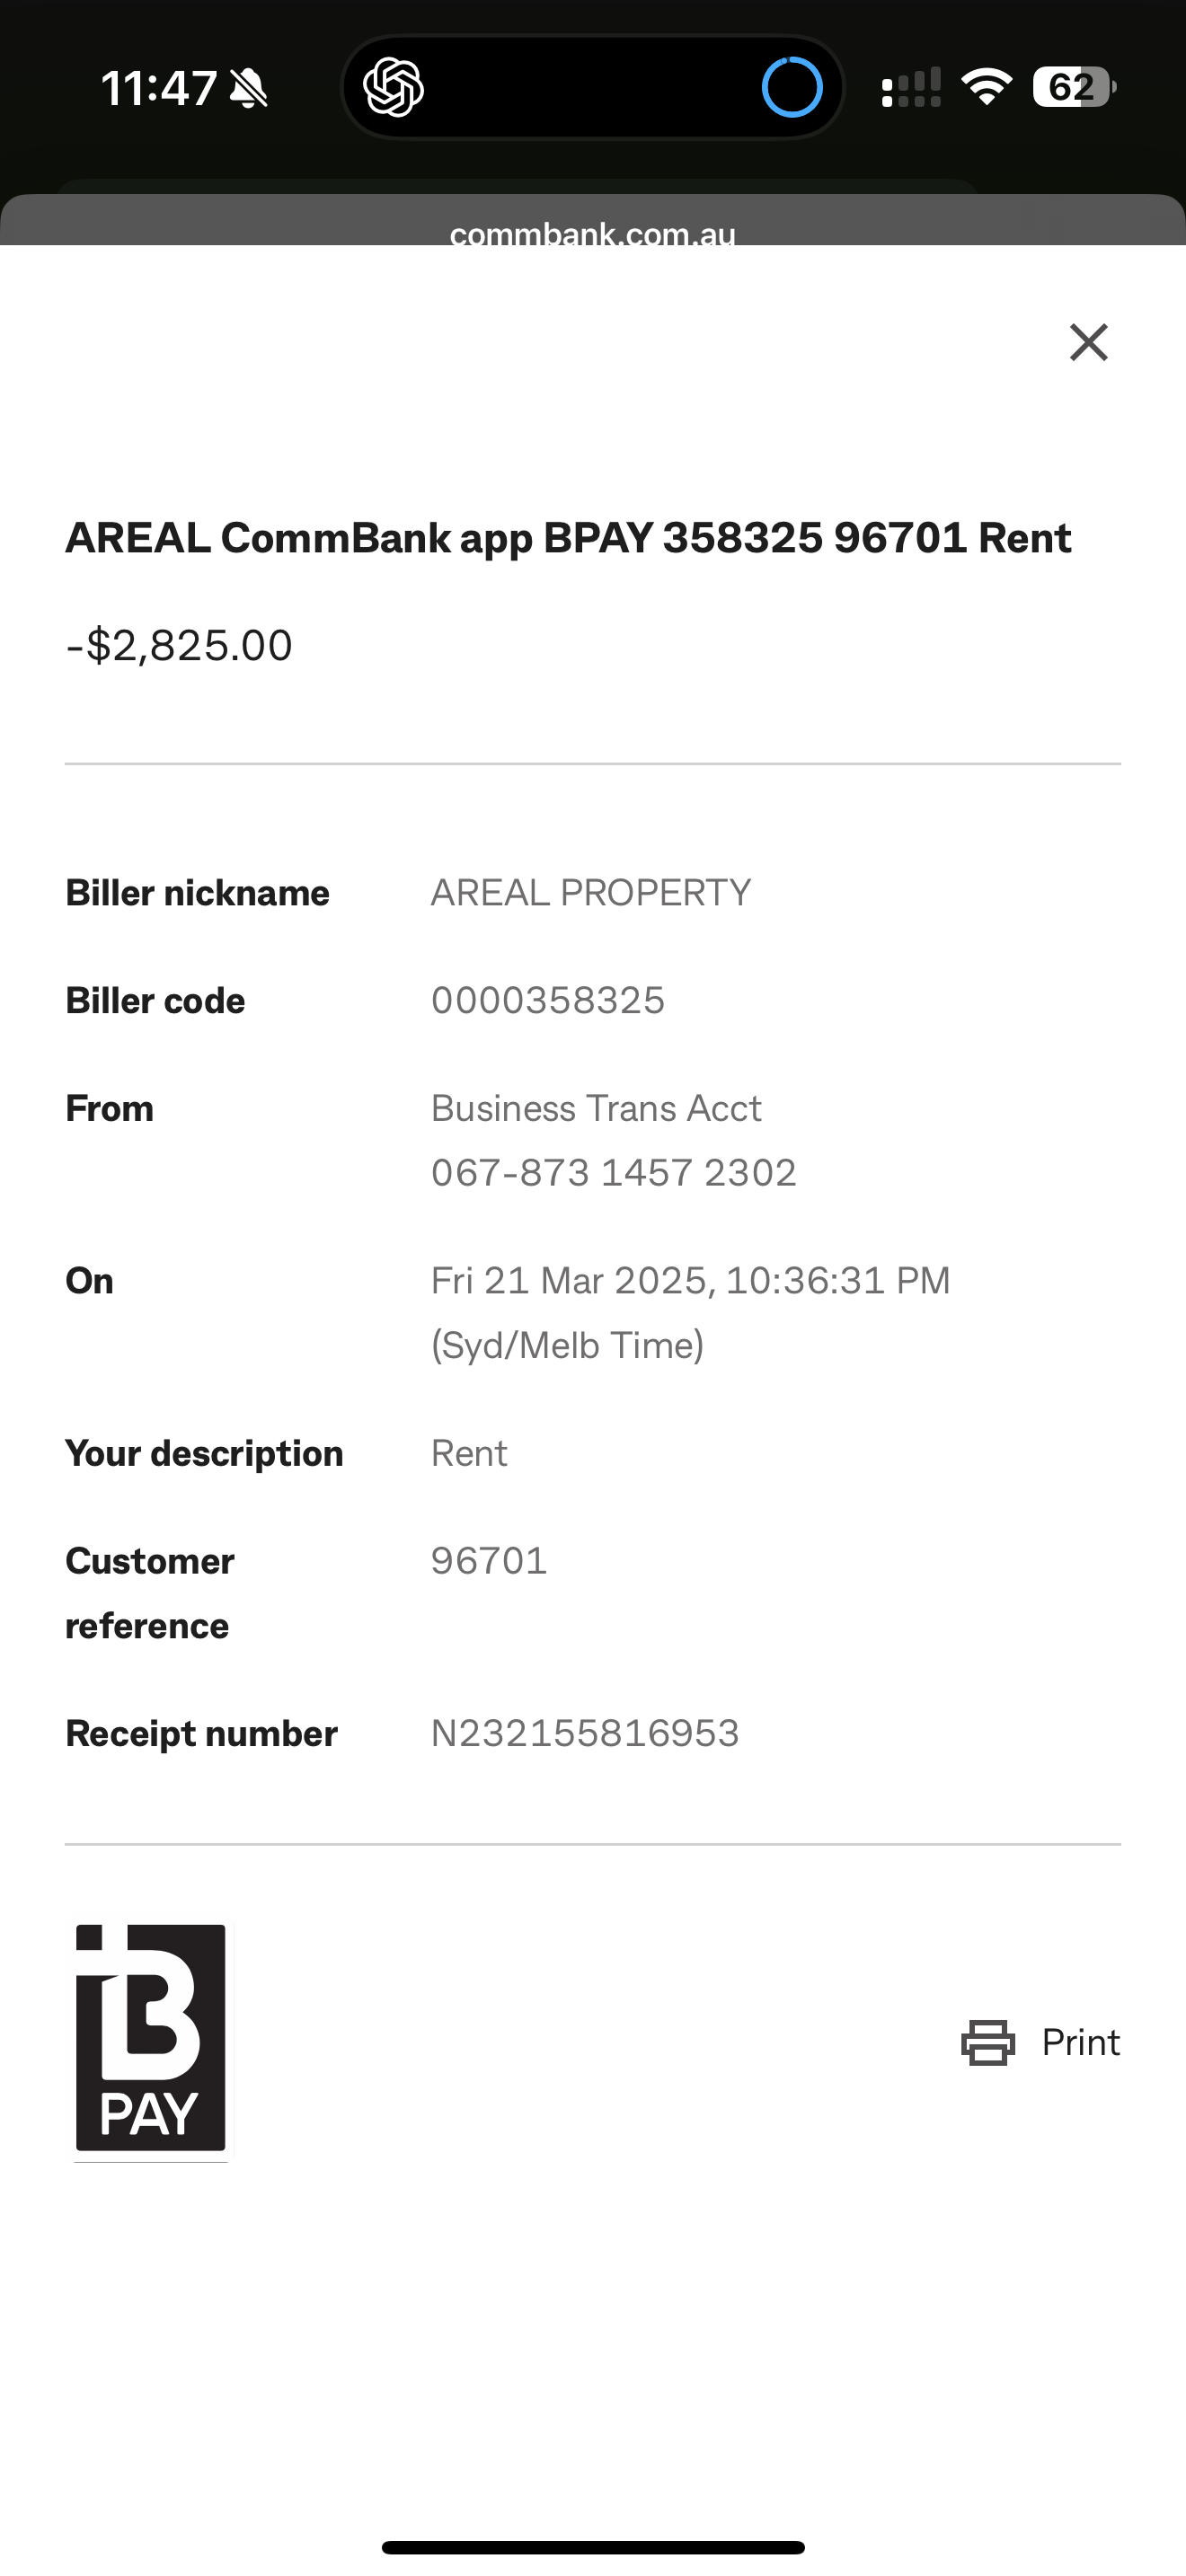 11:47
62
commbank.com.au
AREAL CommBank app BPAY 358325 96701 Rent
-$2,825.00
Biller nickname AREAL PROPERTY
Biller code 0000358325
From Business Trans Acct
067-873 1457 2302
On Fri 21 Mar 2025, 10:36:31 PM
(Syd/Melb Time)
Your description Rent
Customer 96701
reference
Receipt number N232155816953
B
PAY
Print